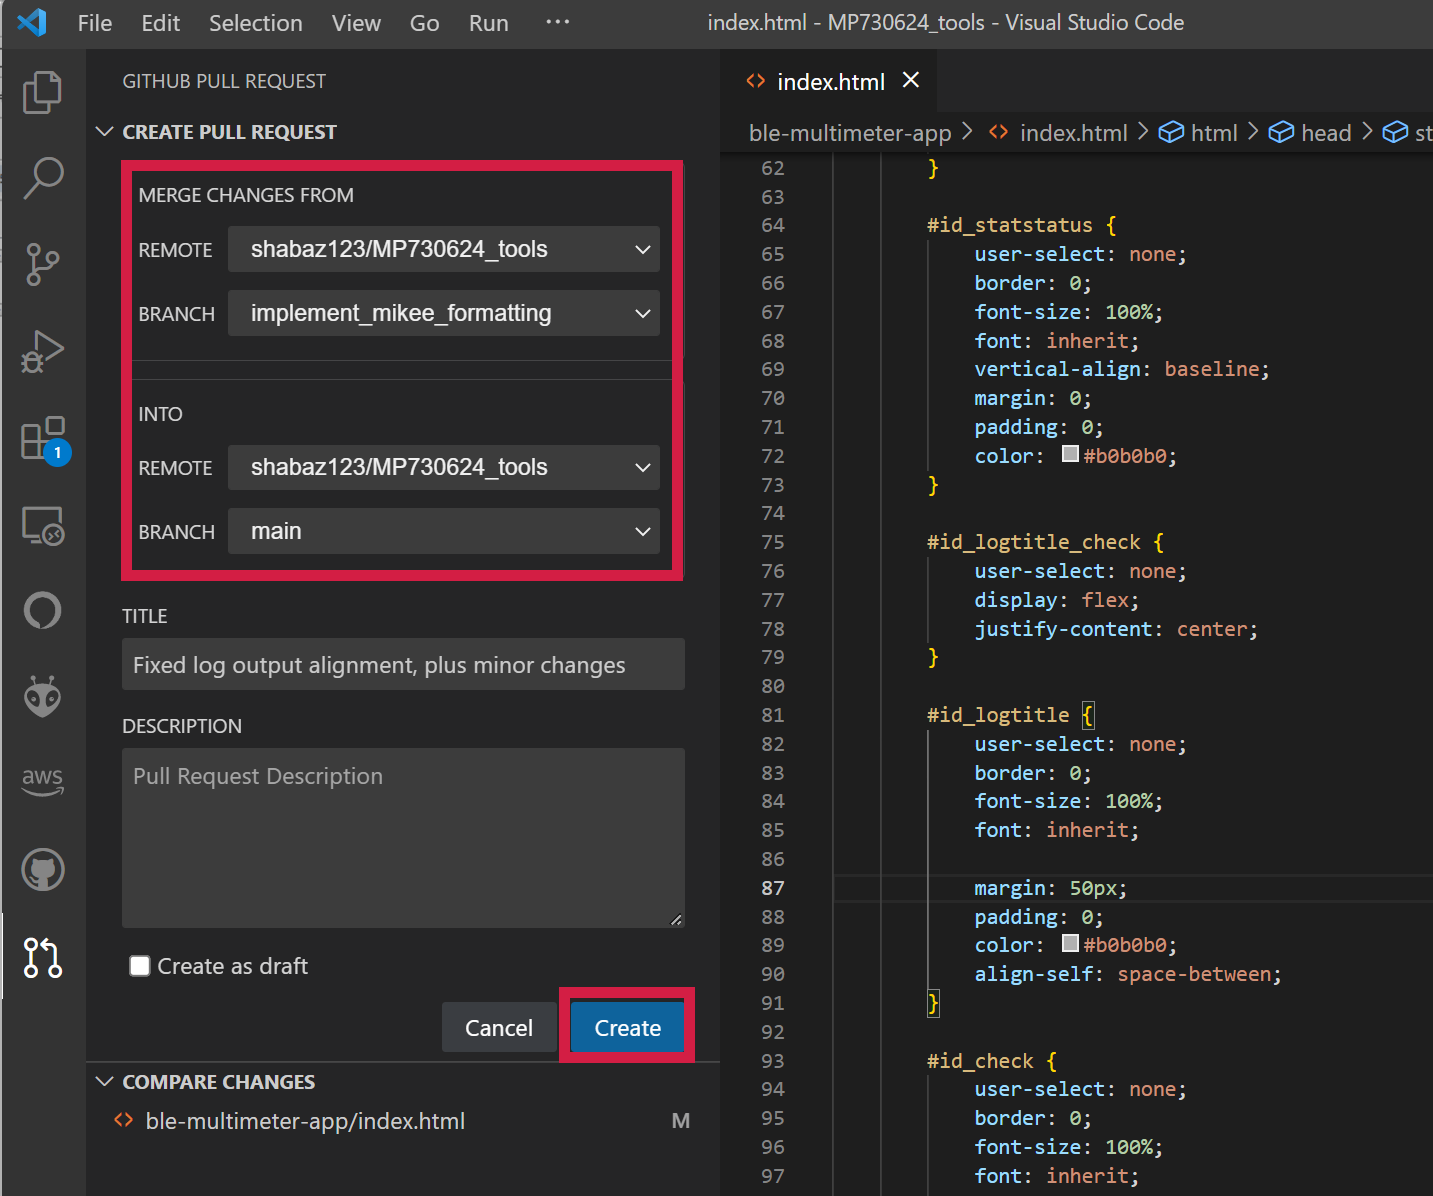 File Edit Selection View Go Run ··· index.html - MP730624_tools - Visual Studio Code
GITHUB PULL REQUEST
CREATE PULL REQUEST
MERGE CHANGES FROM
REMOTE shabaz123/MP730624_tools
BRANCH implement_mikee_formatting
INTO
REMOTE shabaz123/MP730624_tools
BRANCH main
TITLE
Fixed log output alignment, plus minor changes
DESCRIPTION
Pull Request Description
Create as draft
Cancel Create
COMPARE CHANGES
ble-multimeter-app/index.html M
1
aws
index.html
ble-multimeter-app > index.html > html > head > st
62 }
63
64 #id_statstatus {
65 user-select: none;
66 border: 0;
67 font-size: 100%;
68 font: inherit;
69 vertical-align: baseline;
70 margin: 0;
71 padding: 0;
72 color: #b0b0b0;
73 }
74
75 #id_logtitle_check {
76 user-select: none;
77 display: flex;
78 justify-content: center;
79 }
80
81 #id_logtitle {
82 user-select: none;
83 border: 0;
84 font-size: 100%;
85 font: inherit;
86
87 margin: 50px;
88 padding: 0;
89 color: #b0b0b0;
90 align-self: space-between;
91 }
92
93 #id_check {
94 user-select: none;
95 border: 0;
96 font-size: 100%;
97 font: inherit;